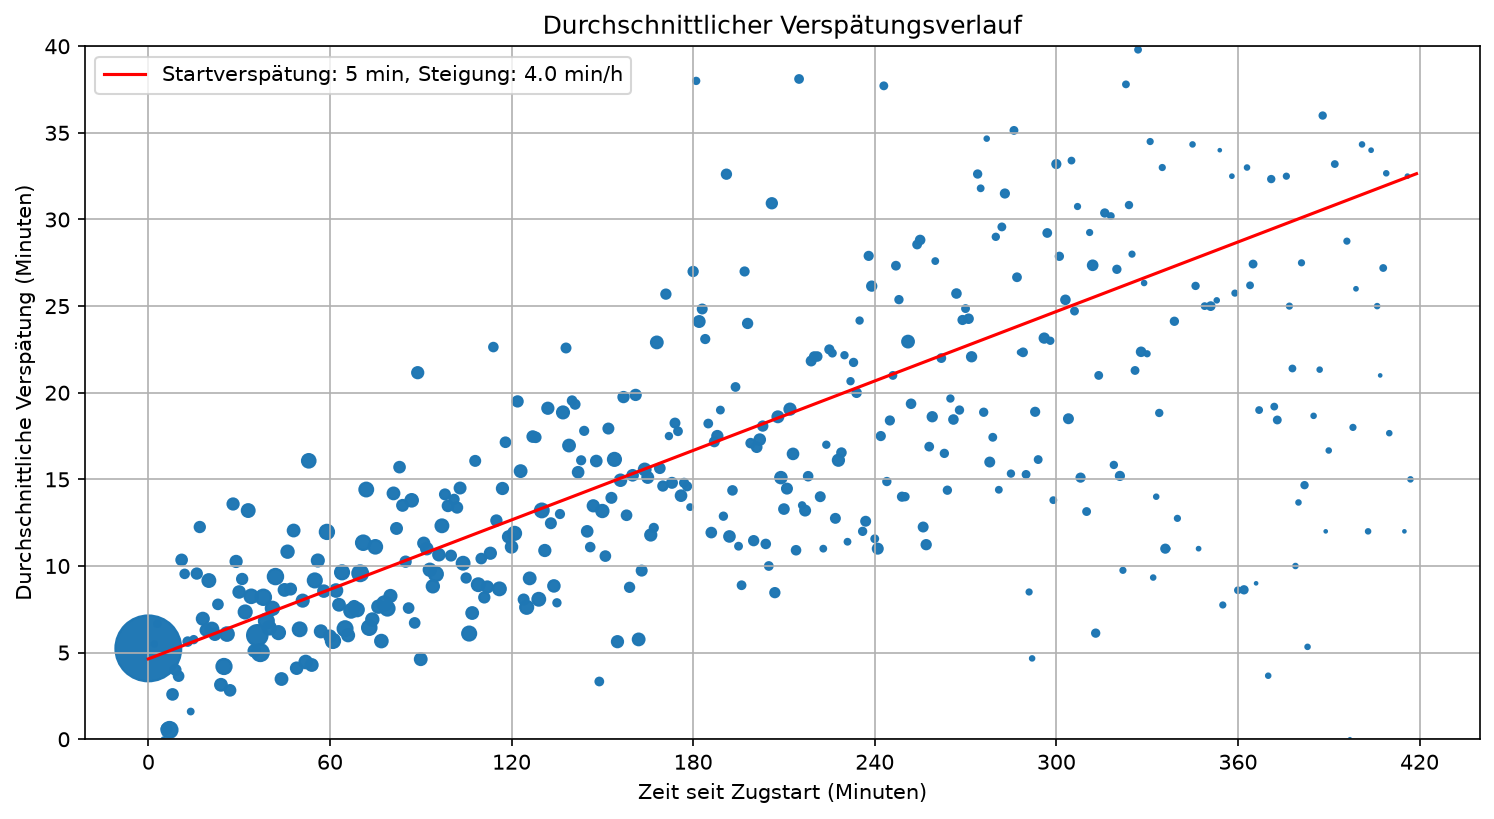 Durchschnittlicher Verspätungsverlauf
Startverspätung: 5 min, Steigung: 4.0 min/h
Durchschnittliche Verspätung (Minuten)
40
35
30
25
20
15
10
5
0
0 60 120 180 240 300 360 420
Zeit seit Zugstart (Minuten)